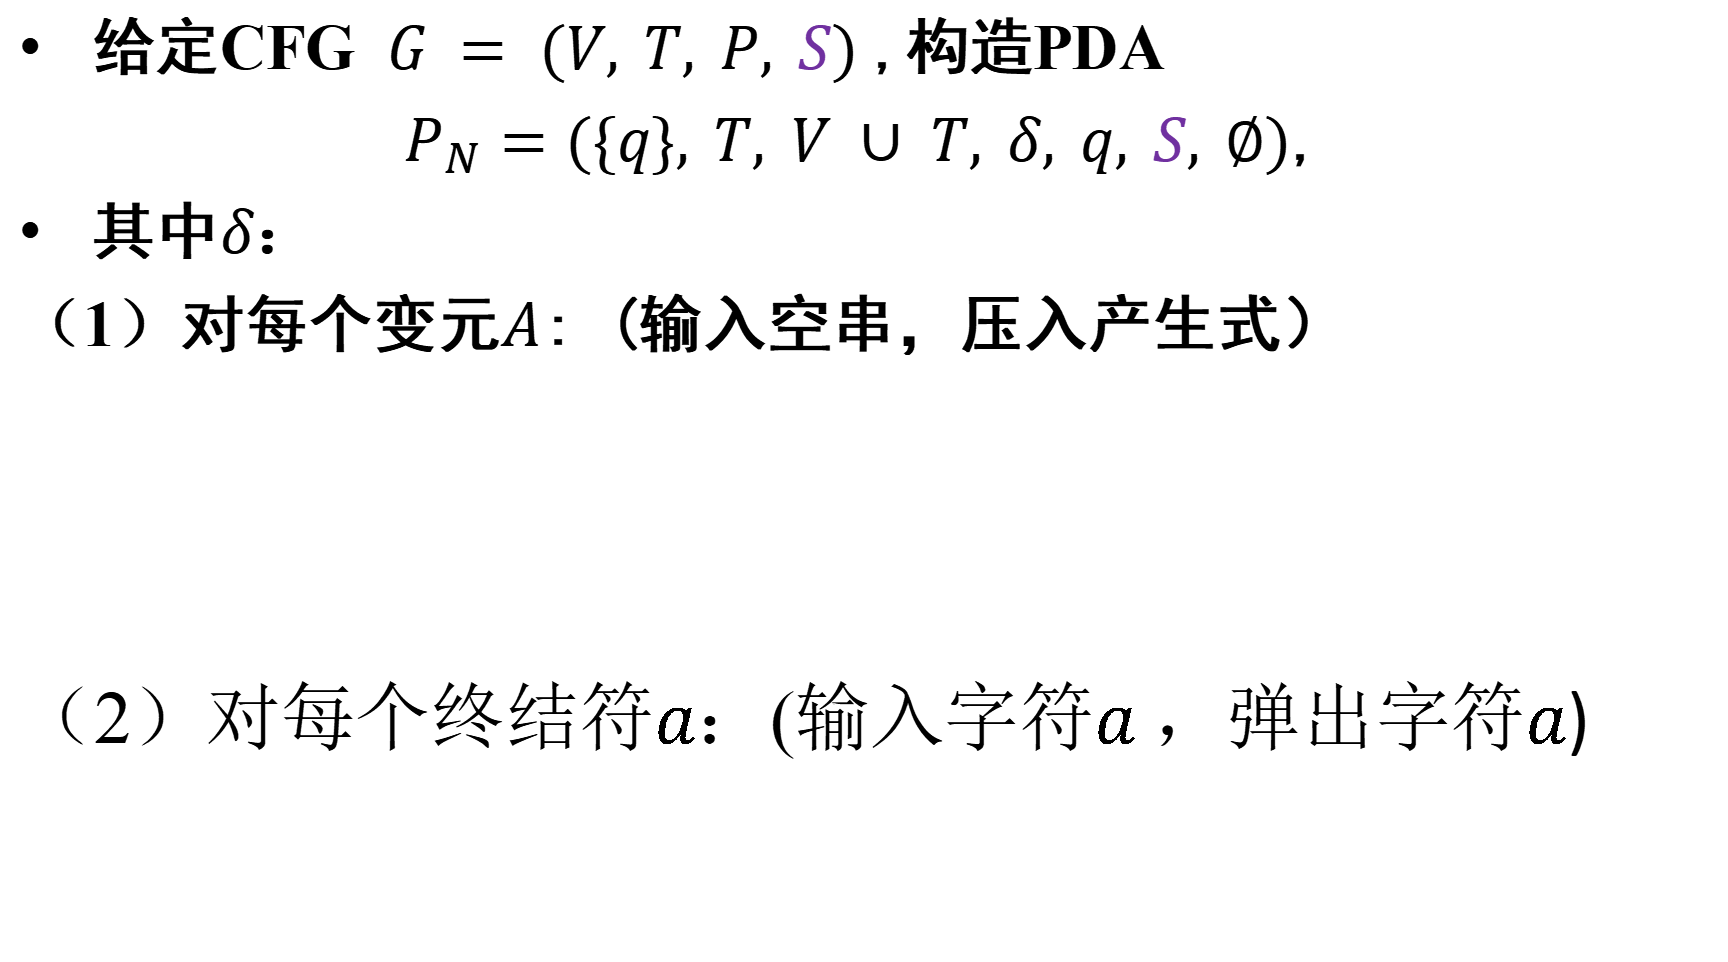 • 给定CFG G = (V, T, P, S) , 构造PDA
P_N = ({q}, T, V ∪ T, δ, q, S, ∅),
• 其中δ：
（1）对每个变元A：(输入空串，压入产生式）
（2）对每个终结符a：(输入字符a ，弹出字符a)